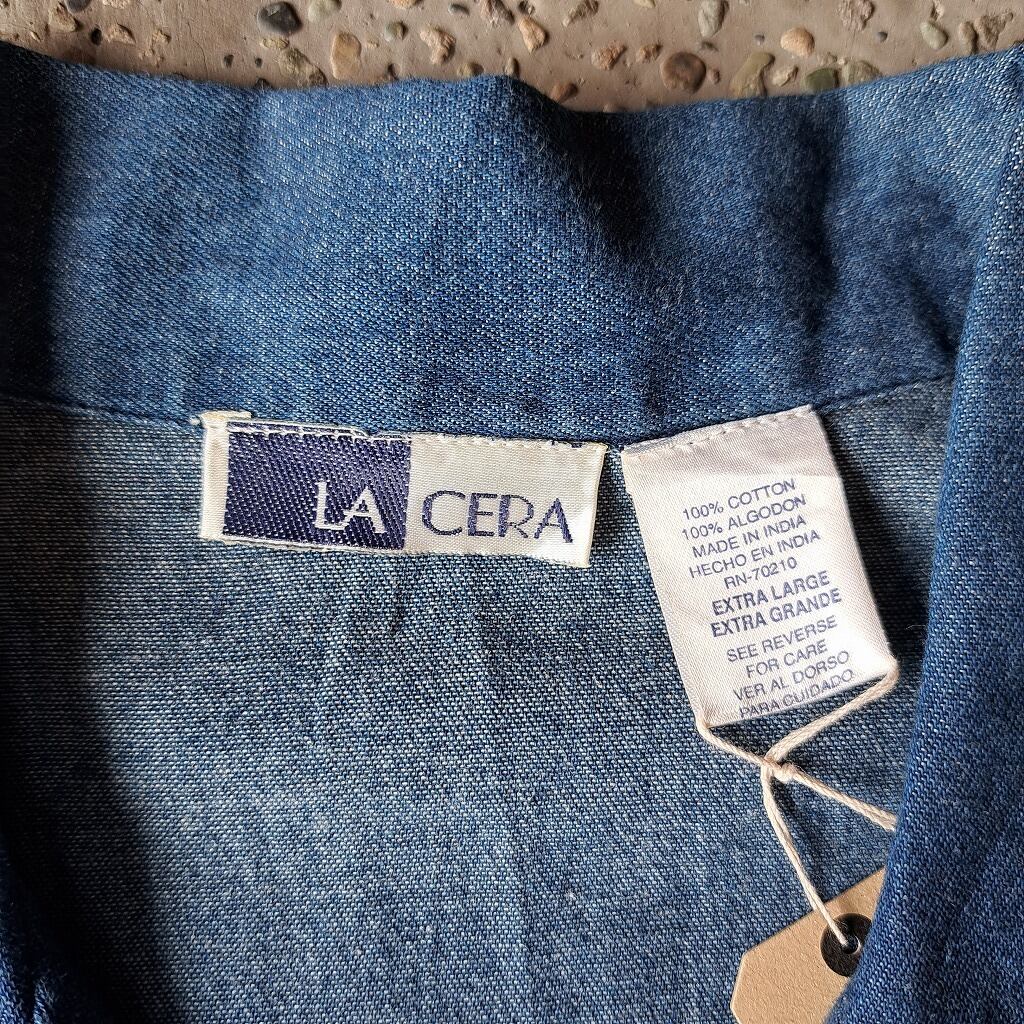 LA CERA
100% COTTON
100% ALGODON
MADE IN INDIA
HECHO EN INDIA
RN-70210
EXTRA LARGE
EXTRA GRANDE
SEE REVERSE
FOR CARE
VER AL DORSO
PARA CUIDADO